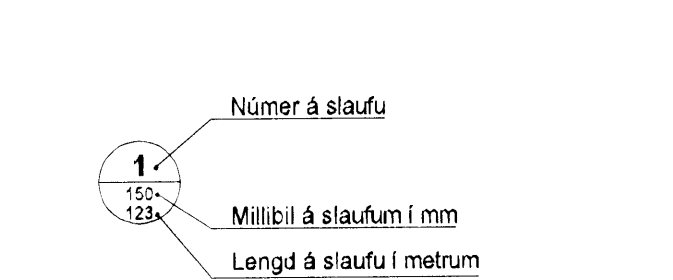 Númer á slaufu
1
150
123
Millibil á slaufum í mm
Lengd á slaufu í metrum